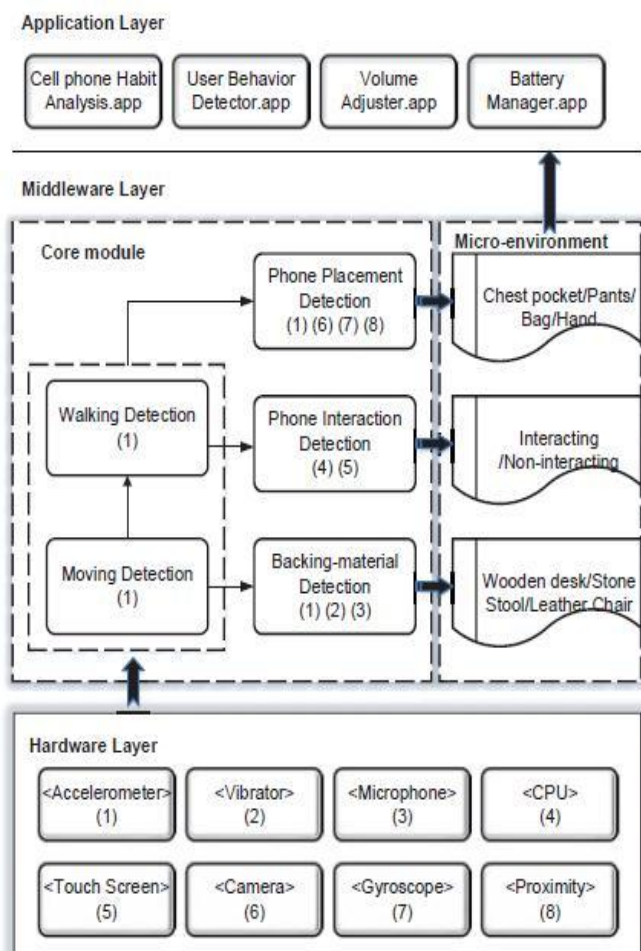 Application Layer
Cell phone Habit
Analysis.app
User Behavior
Detector.app
Volume
Adjuster.app
Battery
Manager.app
Middleware Layer
Core module
Micro-environment
Phone Placement
Detection
(1) (6) (7) (8)
Chest pocket/Pants/
Bag/Hand
Walking Detection
(1)
Phone Interaction
Detection
(4) (5)
Interacting
/Non-interacting
Moving Detection
(1)
Backing-material
Detection
(1) (2) (3)
Wooden desk/Stone
Stool/Leather Chair
Hardware Layer
<Accelerometer>
(1)
<Vibrator>
(2)
<Microphone>
(3)
<CPU>
(4)
<Touch Screen>
(5)
<Camera>
(6)
<Gyroscope>
(7)
<Proximity>
(8)